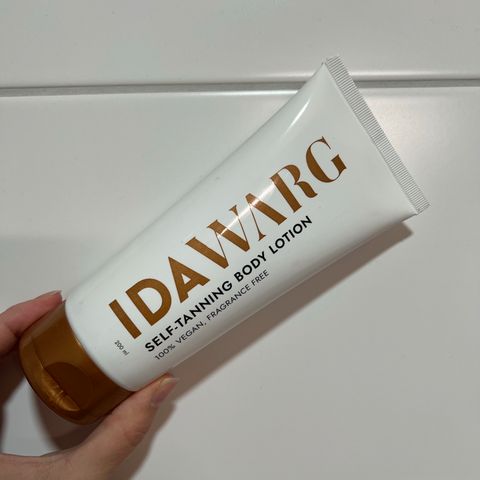 IDAWARG
SELF-TANNING BODY LOTION
100% VEGAN, FRAGRANCE FREE
200 ml